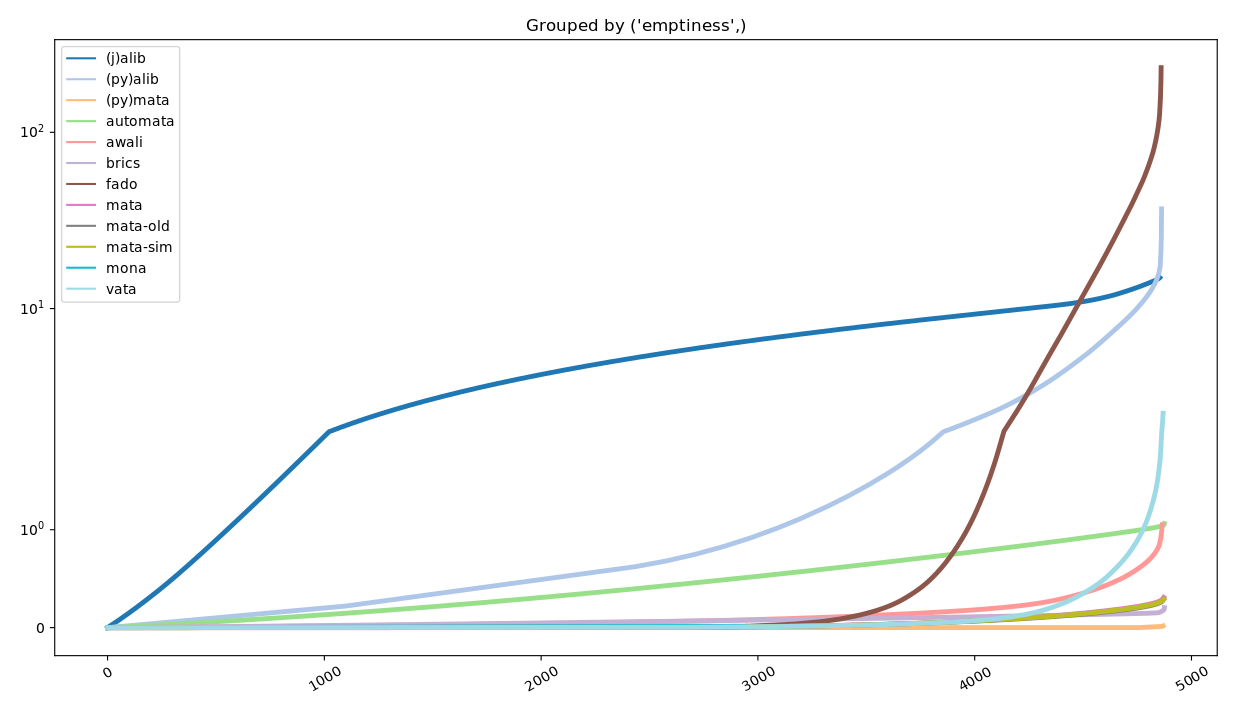 Grouped by ('emptiness',)
(j)alib
(py)alib
(py)mata
automata
awali
brics
fado
mata
mata-old
mata-sim
mona
vata
10²
10¹
10⁰
0
0
1000
2000
3000
4000
5000